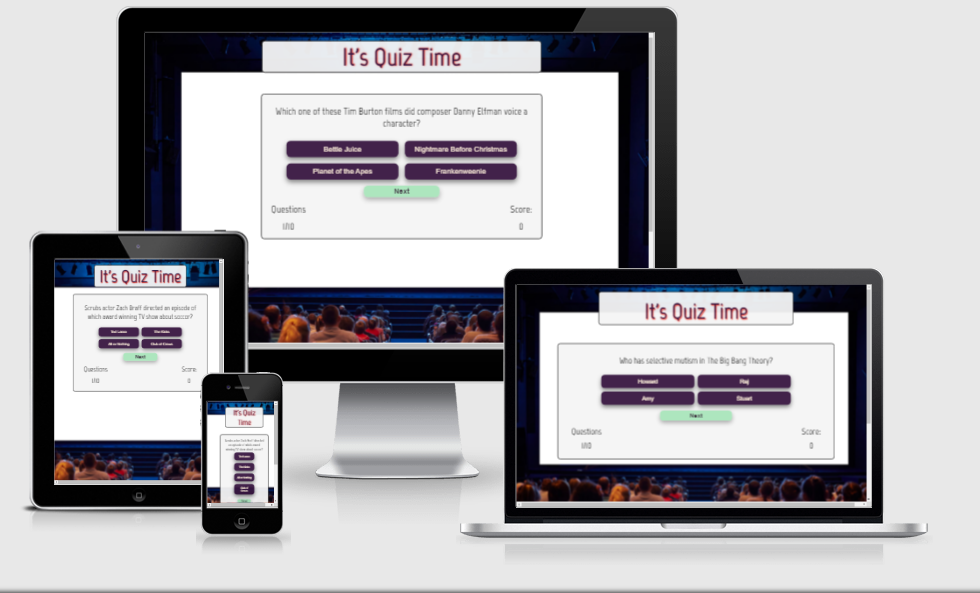 It's Quiz Time
Which one of these Tim Burton films did composer Danny Elfman voice a
character?
Bettle Juice
Nightmare Before Christmas
Planet of the Apes
Frankenweenie
Next
Questions
Score:
1/10
0
It's Quiz Time
Scrubs actor Zach Braff directed an episode of
which award winning TV show about soccer?
Ted Lasso
All or Nothing
Next
Questions
Score:
1/10
0
It's Quiz
Time
It's Quiz Time
Who has selective mutism in The Big Bang Theory?
Howard
Raj
Amy
Stuart
Next
Questions
Score:
1/10
0